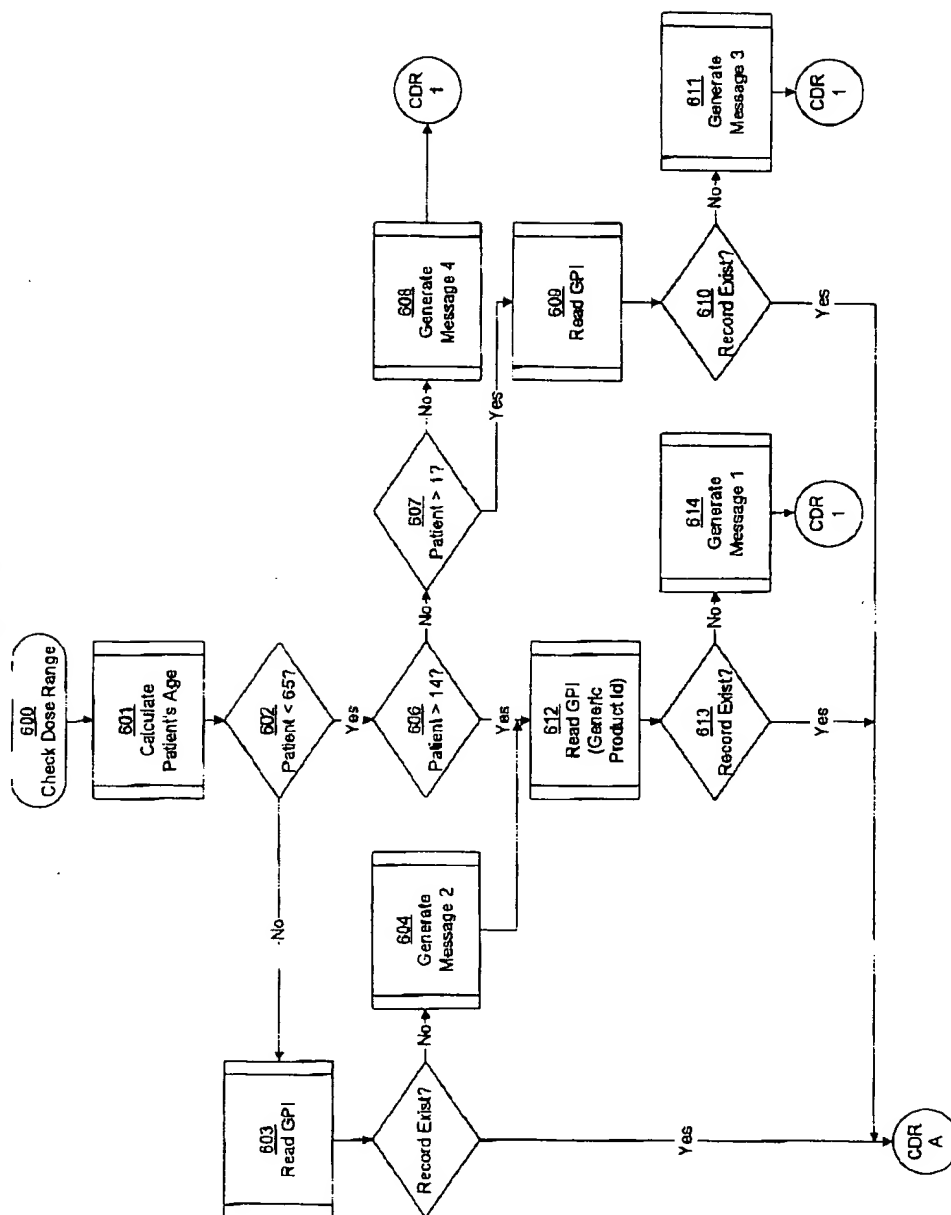 600
Check Dose Range
601
Calculate
Patient's Age
602
Patient < 65?
No
Yes
603
Read GPI
Record Exist?
No
Yes
604
Generate
Message 2
606
Patient > 14?
No
Yes
607
Patient > 1?
No
Yes
608
Generate
Message 4
CDR
1
609
Read GPI
610
Record Exist?
No
Yes
611
Generate
Message 3
CDR
1
612
Read GPI
(Generic
Product Id)
613
Record Exist?
No
Yes
614
Generate
Message 1
CDR
1
CDR
A